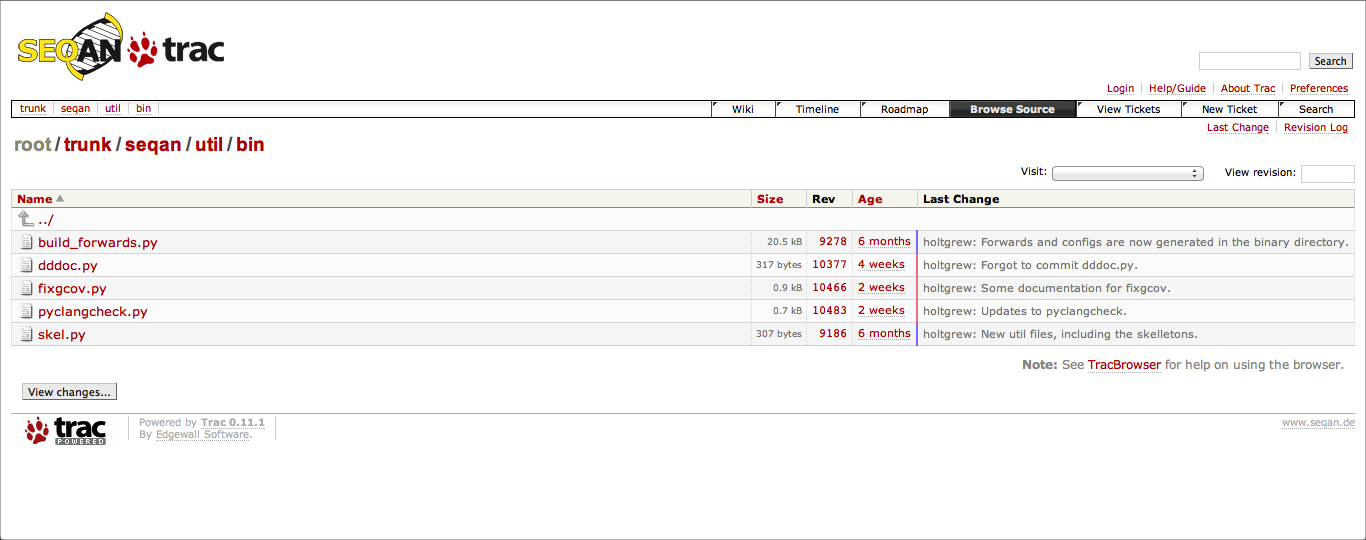 SEQAN trac
Search
Login Help/Guide About Trac Preferences
trunk seqan util bin Wiki Timeline Roadmap Browse Source View Tickets New Ticket Search
Last Change Revision Log
root / trunk / seqan / util / bin
Visit: View revision:
Name Size Rev Age Last Change
../
build_forwards.py 20.5 kB 9278 6 months holtgrew: Forwards and configs are now generated in the binary directory.
dddoc.py 317 bytes 10377 4 weeks holtgrew: Forgot to commit dddoc.py.
fixgcov.py 0.9 kB 10466 2 weeks holtgrew: Some documentation for fixgcov.
pyclangcheck.py 0.7 kB 10483 2 weeks holtgrew: Updates to pyclangcheck.
skel.py 307 bytes 9186 6 months holtgrew: New util files, including the skelletons.
Note: See TracBrowser for help on using the browser.
View changes...
trac POWERED
Powered by Trac 0.11.1
By Edgewall Software.
www.seqan.de